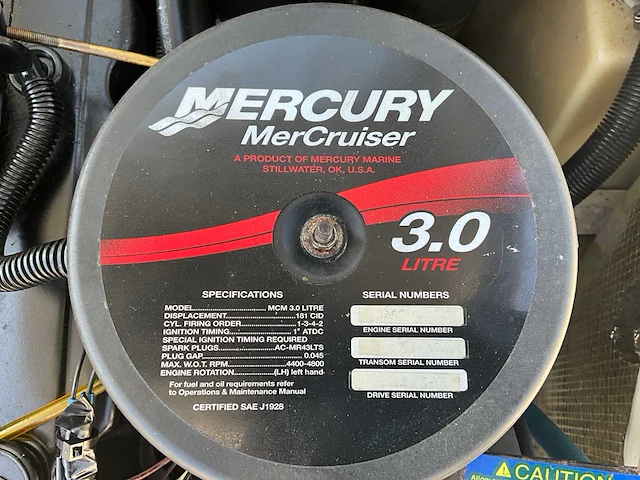 MERCURY
MerCruiser
A PRODUCT OF MERCURY MARINE
STILLWATER, OK, U.S.A.
3.0
LITRE
SPECIFICATIONS
MODEL........................MCM 3.0 LITRE
DISPLACEMENT........................181 CID
CYL. FIRING ORDER....................1-3-4-2
IGNITION TIMING.......................1° ATDC
SPECIAL IGNITION TIMING REQUIRED
SPARK PLUGS....................AC-MR43LTS
PLUG GAP..................................0.045
MAX. W.O.T. RPM.................4400-4800
ENGINE ROTATION.............(LH) left hand
For fuel and oil requirements refer
to Operations & Maintenance Manual
CERTIFIED SAE J1928
SERIAL NUMBERS
ENGINE SERIAL NUMBER
TRANSOM SERIAL NUMBER
DRIVE SERIAL NUMBER
CAUTION